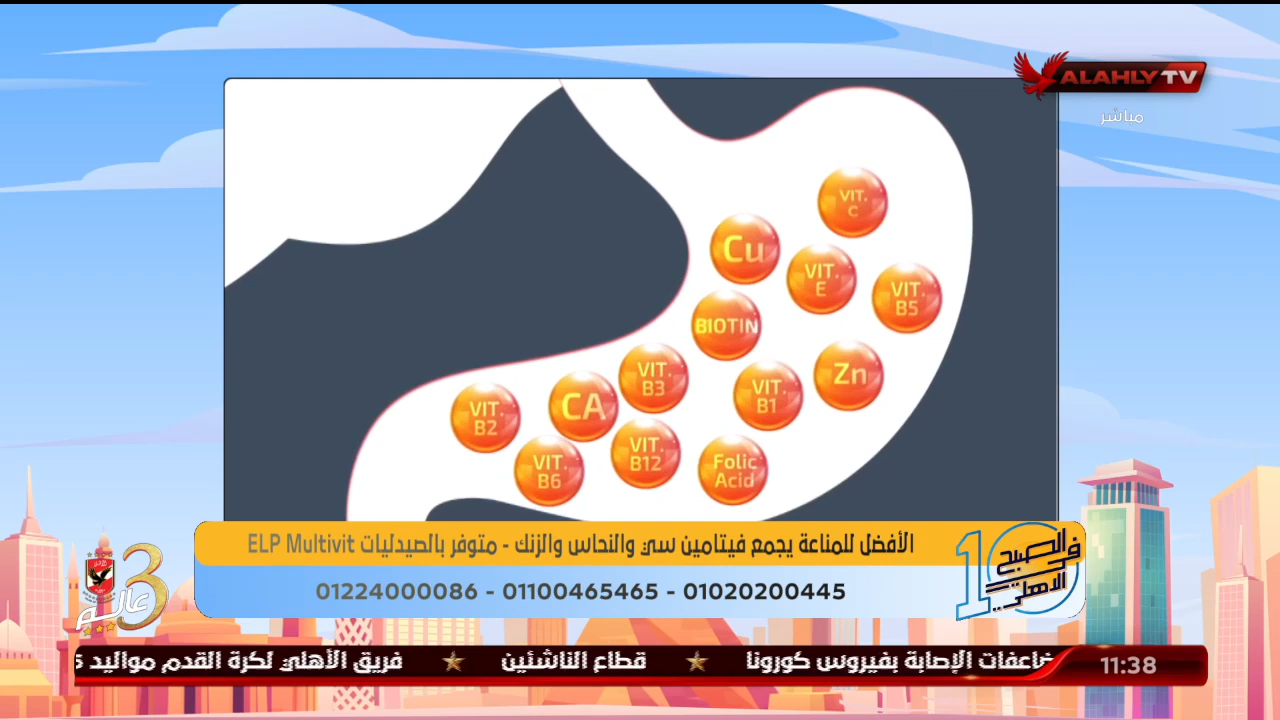 ALAHLY TV
مباشر
VIT. C
Cu
VIT. E
VIT. B5
BIOTIN
VIT. B3
Zn
VIT. B1
CA
VIT. B2
VIT. B12
VIT. B6
Folic Acid
الأفضل للمناعة يجمع فيتامين سي والنحاس والزنك - متوفر بالصيدليات ELP Multivit
01224000086 - 01100465465 - 01020200445
10 الصبح في الأهلي..
3 عالم
بفيروس كورونا ★ قطاع الناشئين ★ فريق الأهلي لكرة القدم مواليد
11:38